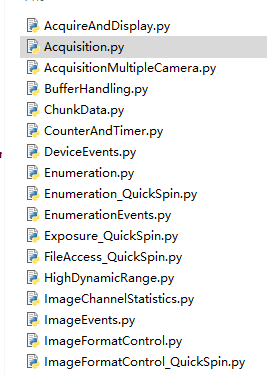 AcquireAndDisplay.py
Acquisition.py
AcquisitionMultipleCamera.py
BufferHandling.py
ChunkData.py
CounterAndTimer.py
DeviceEvents.py
Enumeration.py
Enumeration_QuickSpin.py
EnumerationEvents.py
Exposure_QuickSpin.py
FileAccess_QuickSpin.py
HighDynamicRange.py
ImageChannelStatistics.py
ImageEvents.py
ImageFormatControl.py
ImageFormatControl_QuickSpin.py